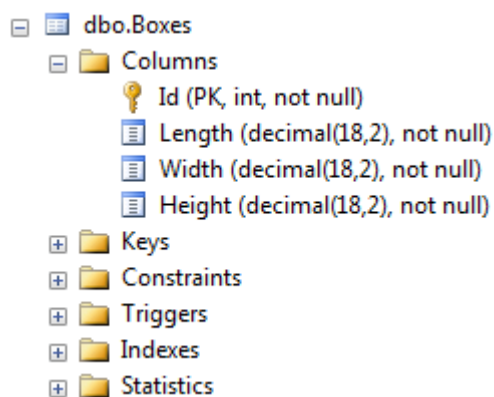 dbo.Boxes
Columns
Id (PK, int, not null)
Length (decimal(18,2), not null)
Width (decimal(18,2), not null)
Height (decimal(18,2), not null)
Keys
Constraints
Triggers
Indexes
Statistics